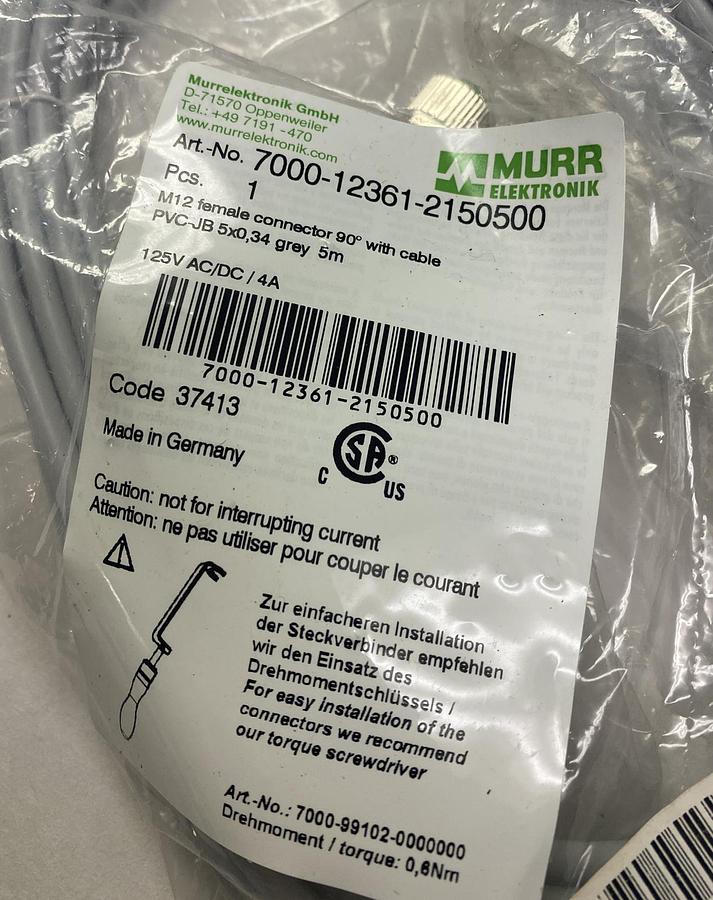 Murrelektronik GmbH
D-71570 Oppenweiler
Tel.: +49 7191 -470
www.murrelektronik.com
MURR
ELEKTRONIK
Art.-No. 7000-12361-2150500
Pcs. 1
M12 female connector 90° with cable
PVC-JB 5x0,34 grey 5m
125V AC/DC / 4A
7000-12361-2150500
Code 37413
Made in Germany
C SA ® US
Caution: not for interrupting current
Attention: ne pas utiliser pour couper le courant
Zur einfacheren Installation
der Steckverbinder empfehlen
wir den Einsatz des
Drehmomentschlüssels /
For easy installation of the
connectors we recommend
our torque screwdriver
Art.-No.: 7000-99102-0000000
Drehmoment / torque: 0,6Nm